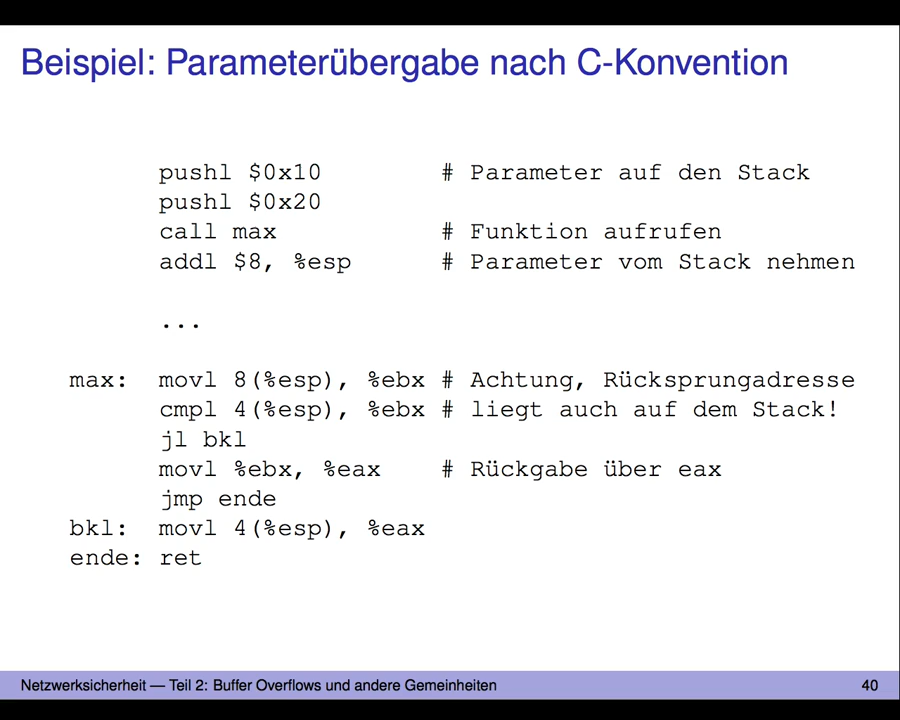 Beispiel: Parameterübergabe nach C-Konvention
pushl $0x10 # Parameter auf den Stack
pushl $0x20
call max # Funktion aufrufen
addl $8, %esp # Parameter vom Stack nehmen
...
max: movl 8(%esp), %ebx # Achtung, Rücksprungadresse
cmpl 4(%esp), %ebx # liegt auch auf dem Stack!
jl bkl
movl %ebx, %eax # Rückgabe über eax
jmp ende
bkl: movl 4(%esp), %eax
ende: ret
Netzwerksicherheit — Teil 2: Buffer Overflows und andere Gemeinheiten 40